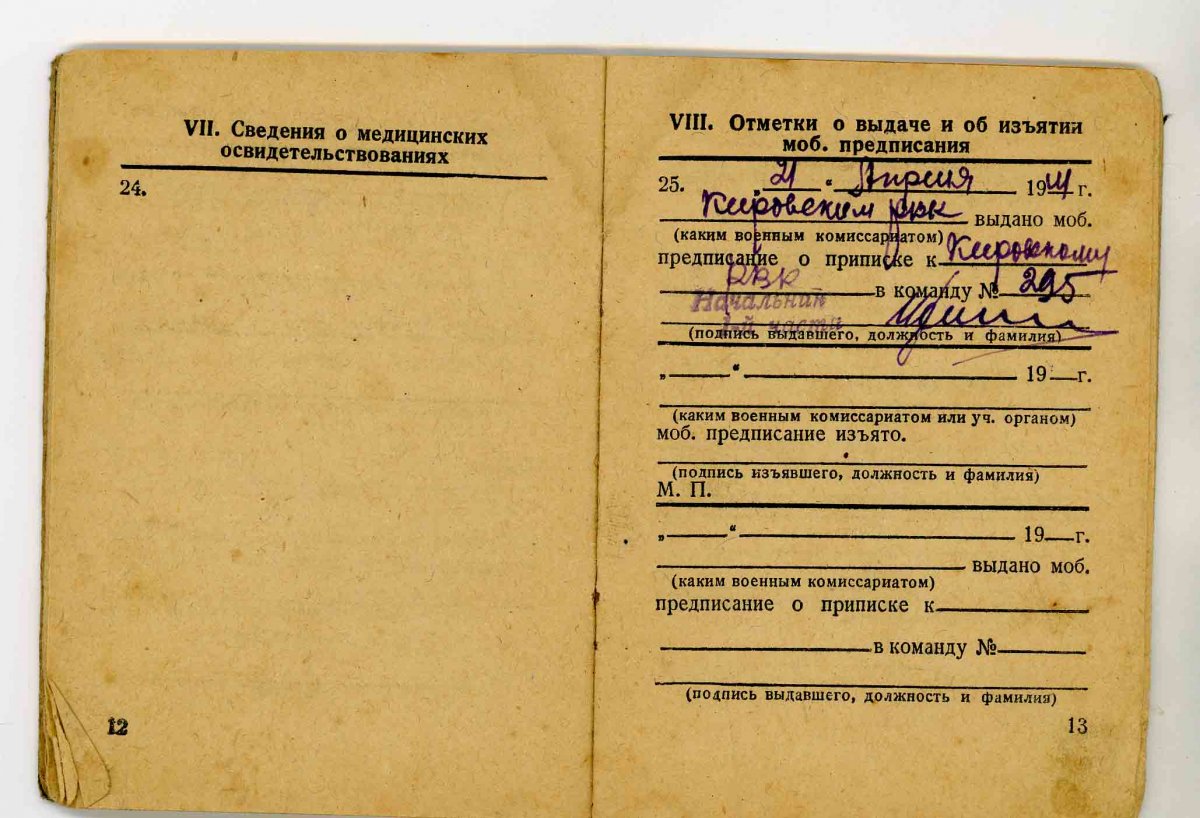 VII. Сведения о медицинских
освидетельствованиях
24.
12
VIII. Отметки о выдаче и об изъятии
моб. предписания
25. „21“ Апреля 19 г.
Кировским рвк выдано моб.
(каким военным комиссариатом)
предписание о приписке к Кировскому
РВК в команду № 295
Начальник
1-й части
(подпись выдавшего, должность и фамилия)
„ “ 19 г.
(каким военным комиссариатом или уч. органом)
моб. предписание изъято.
(подпись изъявшего, должность и фамилия)
М. П.
„ “ 19 г.
выдано моб.
(каким военным комиссариатом)
предписание о приписке к
в команду №
(подпись выдавшего, должность и фамилия)
13